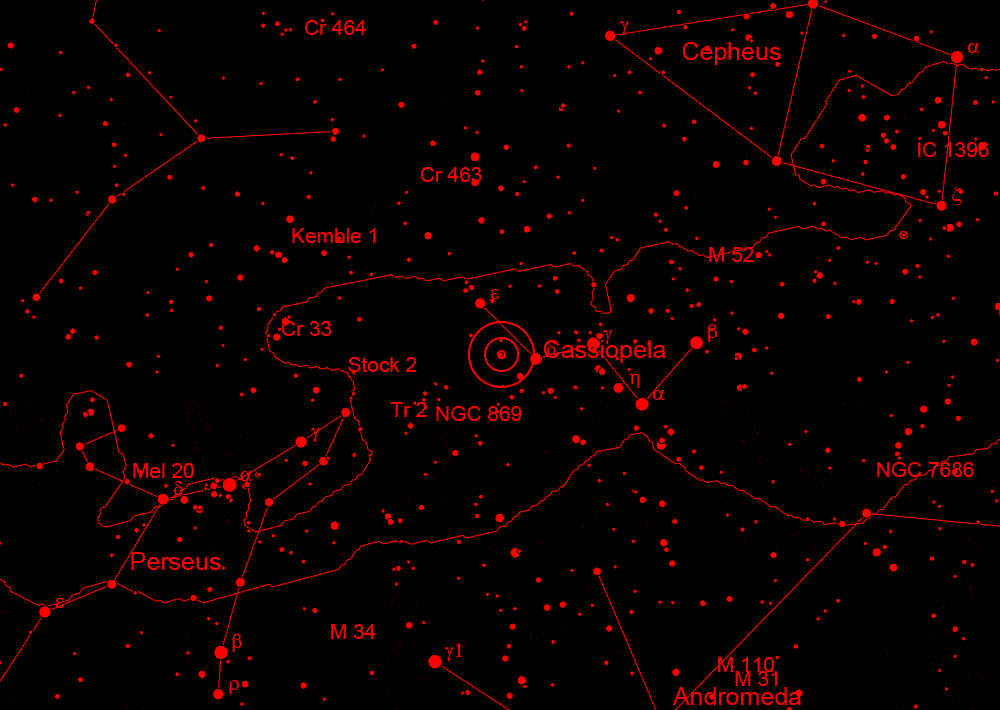 Cr 464
γ
Cepheus
α
IC 1396
Cr 463
ζ
Kemble 1
M 52
ε
Cr 33
γ
β
Cassiopeia
δ
Stock 2
η
α
Tr 2
NGC 869
γ
Mel 20
α
δ
NGC 7686
Perseus
ε
M 34
β
γ1
M 110
M 31
ρ
Andromeda